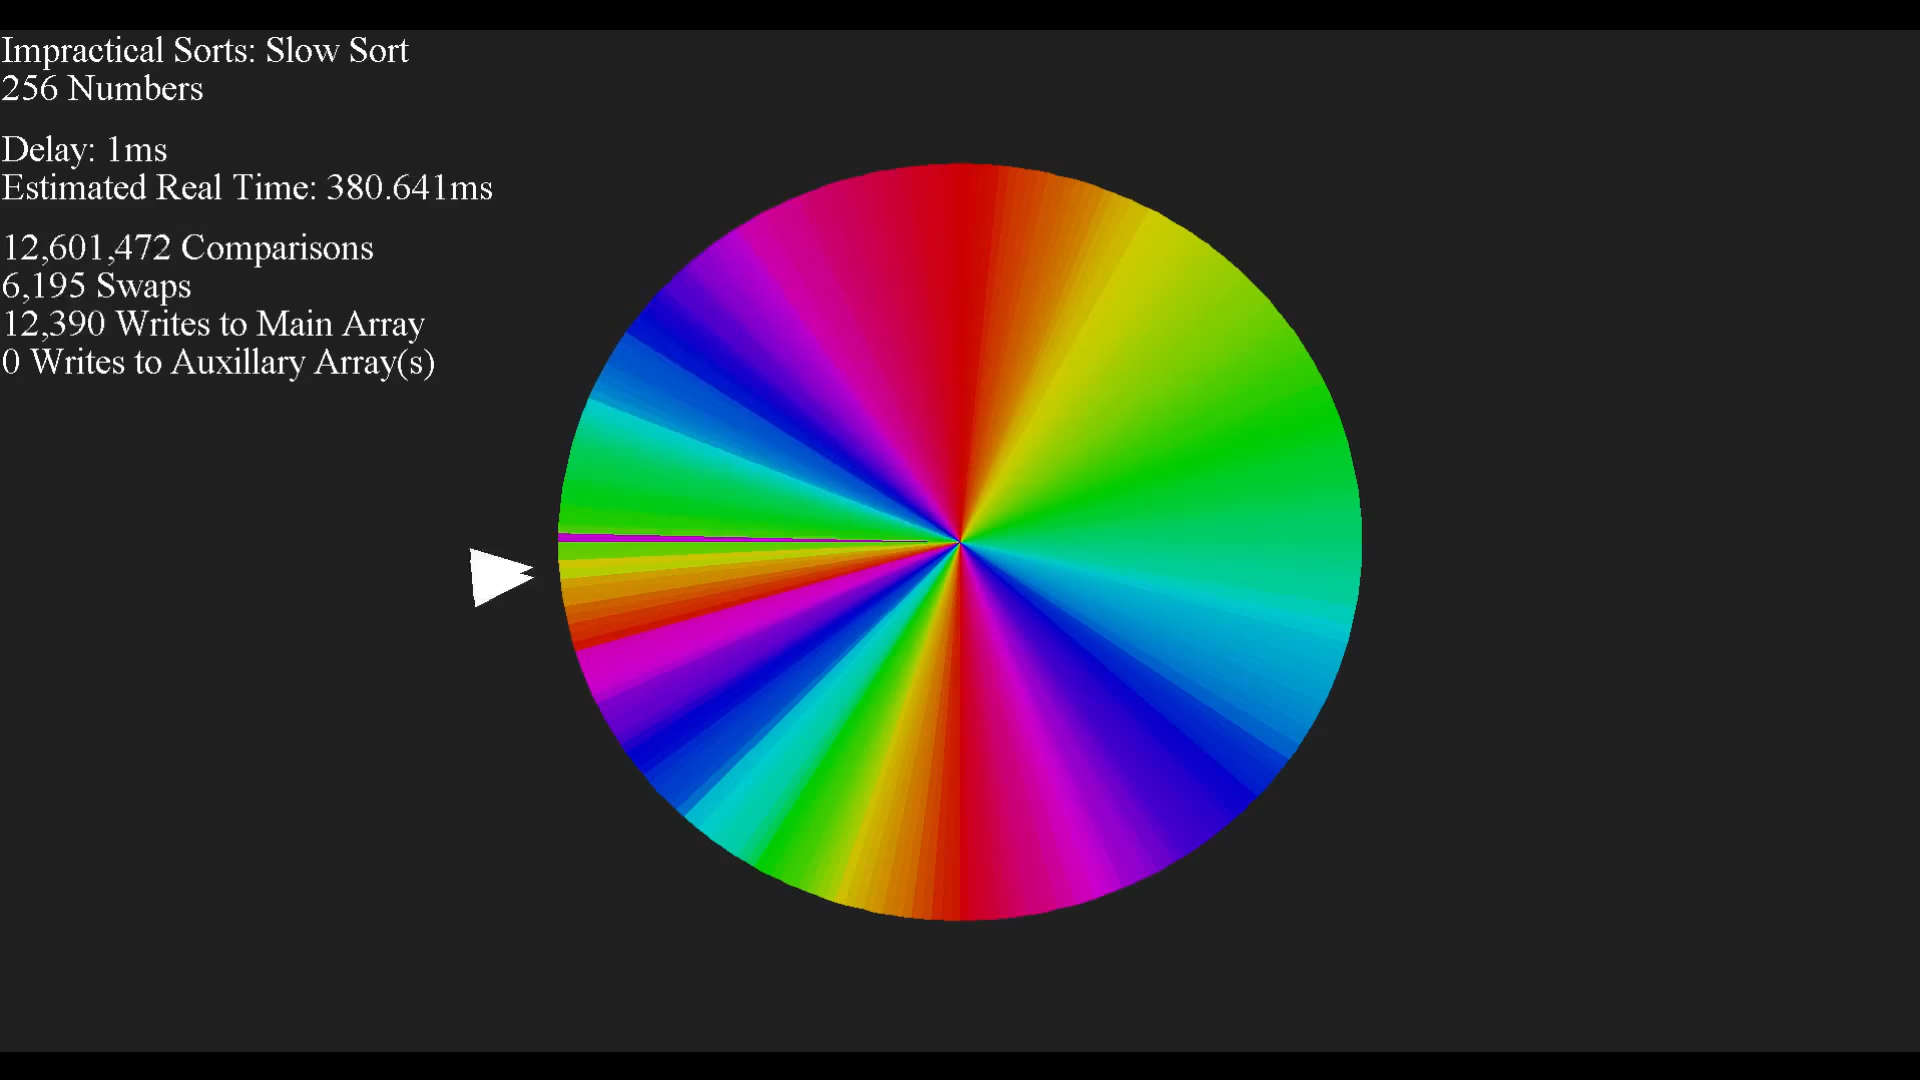 Impractical Sorts: Slow Sort
256 Numbers
Delay: 1ms
Estimated Real Time: 380.641ms
12,601,472 Comparisons
6,195 Swaps
12,390 Writes to Main Array
0 Writes to Auxillary Array(s)